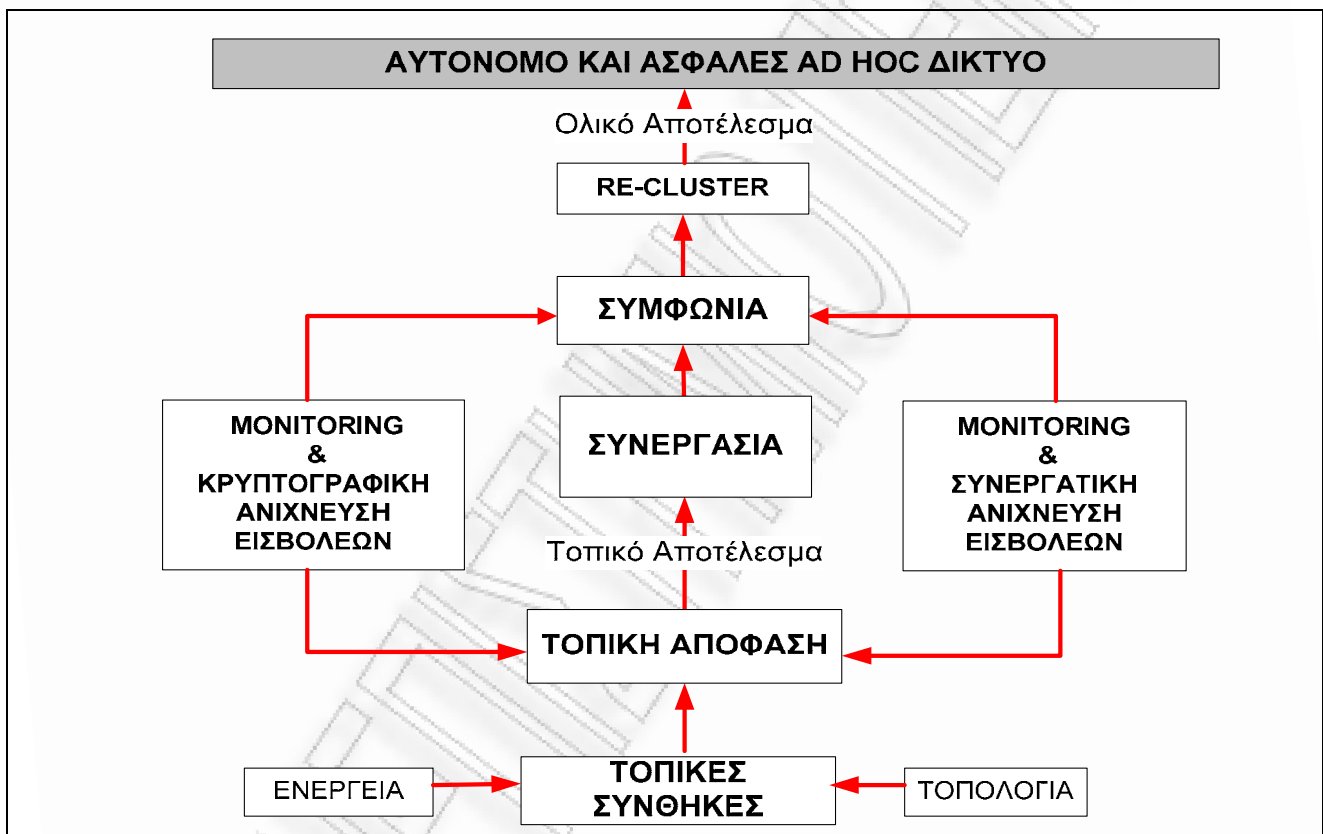 ΑΥΤΟΝΟΜΟ ΚΑΙ ΑΣΦΑΛΕΣ AD HOC ΔΙΚΤΥΟ
Ολικό Αποτέλεσμα
RE-CLUSTER
ΣΥΜΦΩΝΙΑ
MONITORING
&
ΚΡΥΠΤΟΓΡΑΦΙΚΗ
ΑΝΙΧΝΕΥΣΗ
ΕΙΣΒΟΛΕΩΝ
ΣΥΝΕΡΓΑΣΙΑ
MONITORING
&
ΣΥΝΕΡΓΑΤΙΚΗ
ΑΝΙΧΝΕΥΣΗ
ΕΙΣΒΟΛΕΩΝ
Τοπικό Αποτέλεσμα
ΤΟΠΙΚΗ ΑΠΟΦΑΣΗ
ΕΝΕΡΓΕΙΑ
ΤΟΠΙΚΕΣ
ΣΥΝΘΗΚΕΣ
ΤΟΠΟΛΟΓΙΑ